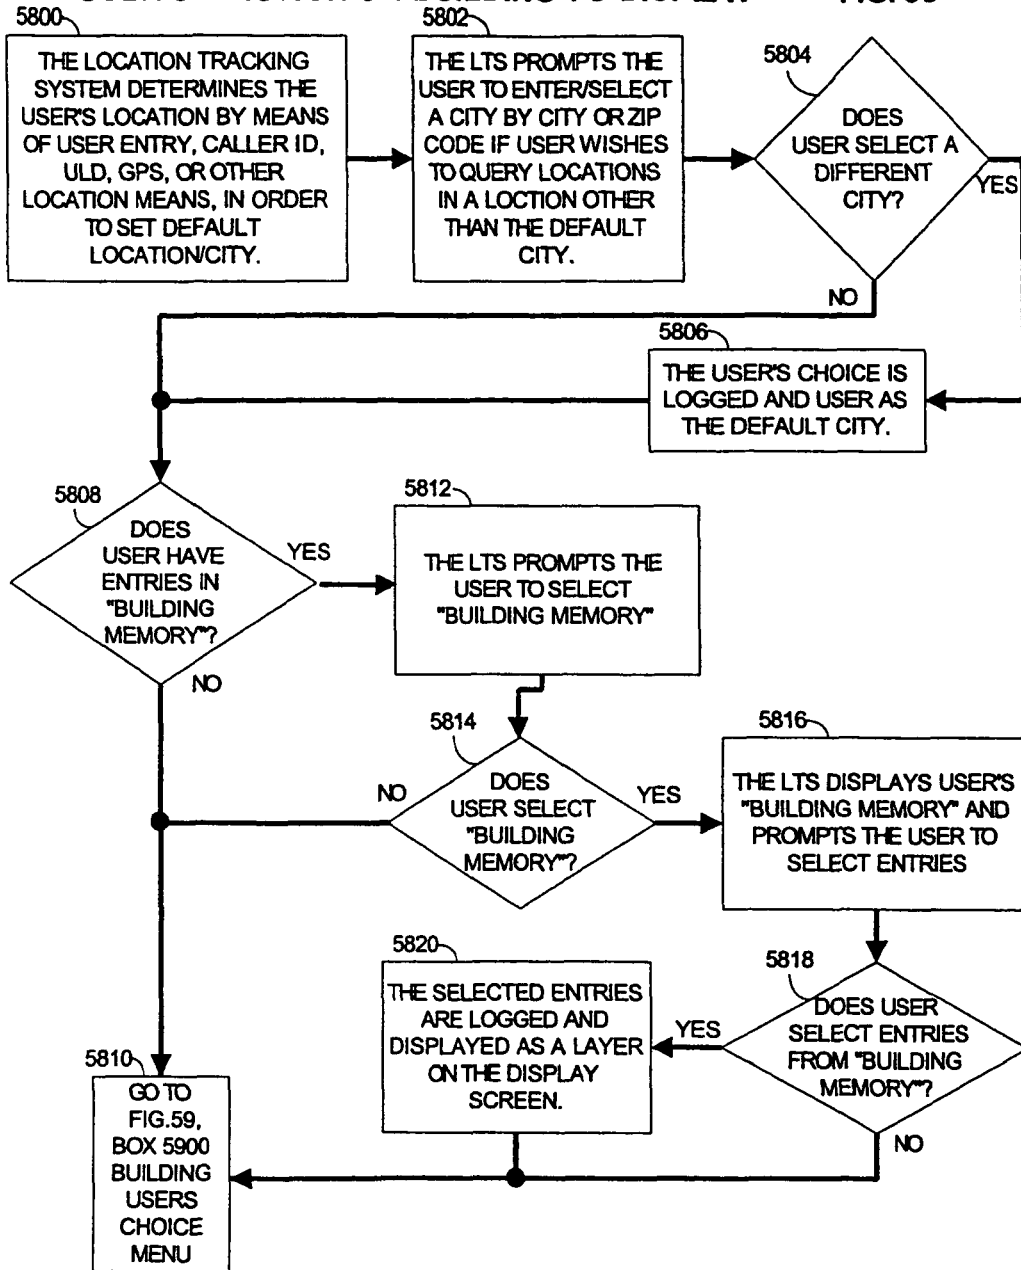 5800
THE LOCATION TRACKING
SYSTEM DETERMINES THE
USER'S LOCATION BY MEANS
OF USER ENTRY, CALLER ID,
ULD, GPS, OR OTHER
LOCATION MEANS, IN ORDER
TO SET DEFAULT
LOCATION/CITY.
5802
THE LTS PROMPTS THE
USER TO ENTER/SELECT
A CITY BY CITY OR ZIP
CODE IF USER WISHES
TO QUERY LOCATIONS
IN A LOCTION OTHER
THAN THE DEFAULT
CITY.
5804
DOES
USER SELECT A
DIFFERENT
CITY?
YES
NO
5806
THE USER'S CHOICE IS
LOGGED AND USER AS
THE DEFAULT CITY.
5808
DOES
USER HAVE
ENTRIES IN
"BUILDING
MEMORY"?
YES
NO
5812
THE LTS PROMPTS THE
USER TO SELECT
"BUILDING MEMORY"
5814
DOES
USER SELECT
"BUILDING
MEMORY"?
NO
YES
5816
THE LTS DISPLAYS USER'S
"BUILDING MEMORY" AND
PROMPTS THE USER TO
SELECT ENTRIES
5818
DOES USER
SELECT ENTRIES
FROM "BUILDING
MEMORY"?
YES
NO
5820
THE SELECTED ENTRIES
ARE LOGGED AND
DISPLAYED AS A LAYER
ON THE DISPLAY
SCREEN.
5810
GO TO
FIG.59,
BOX 5900
BUILDING
USERS
CHOICE
MENU